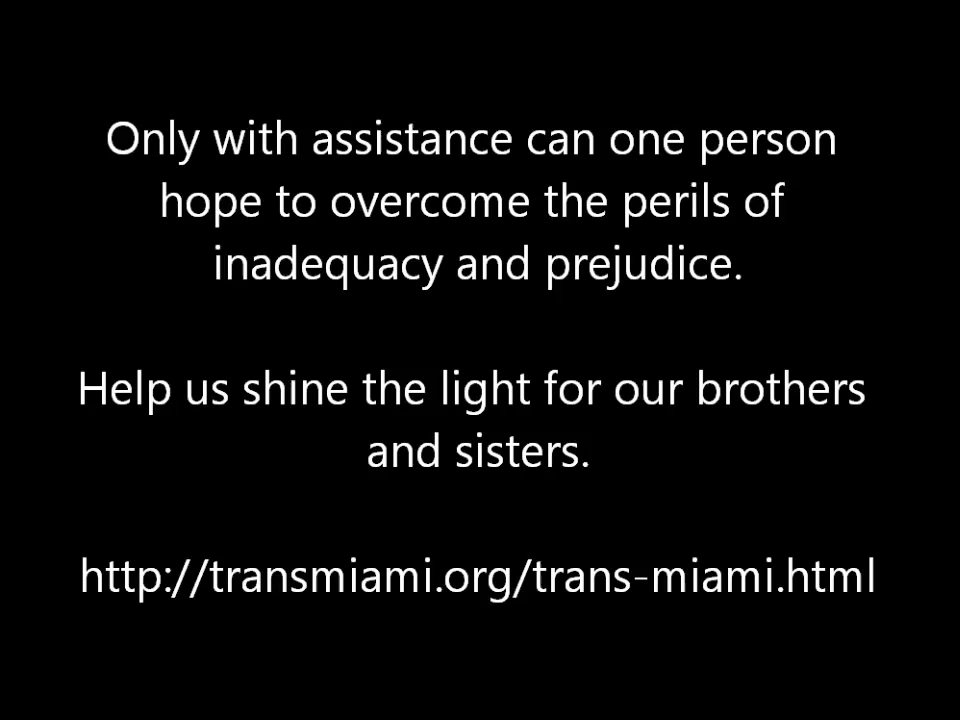 Only with assistance can one person
hope to overcome the perils of
inadequacy and prejudice.
Help us shine the light for our brothers
and sisters.
http://transmiami.org/trans-miami.html